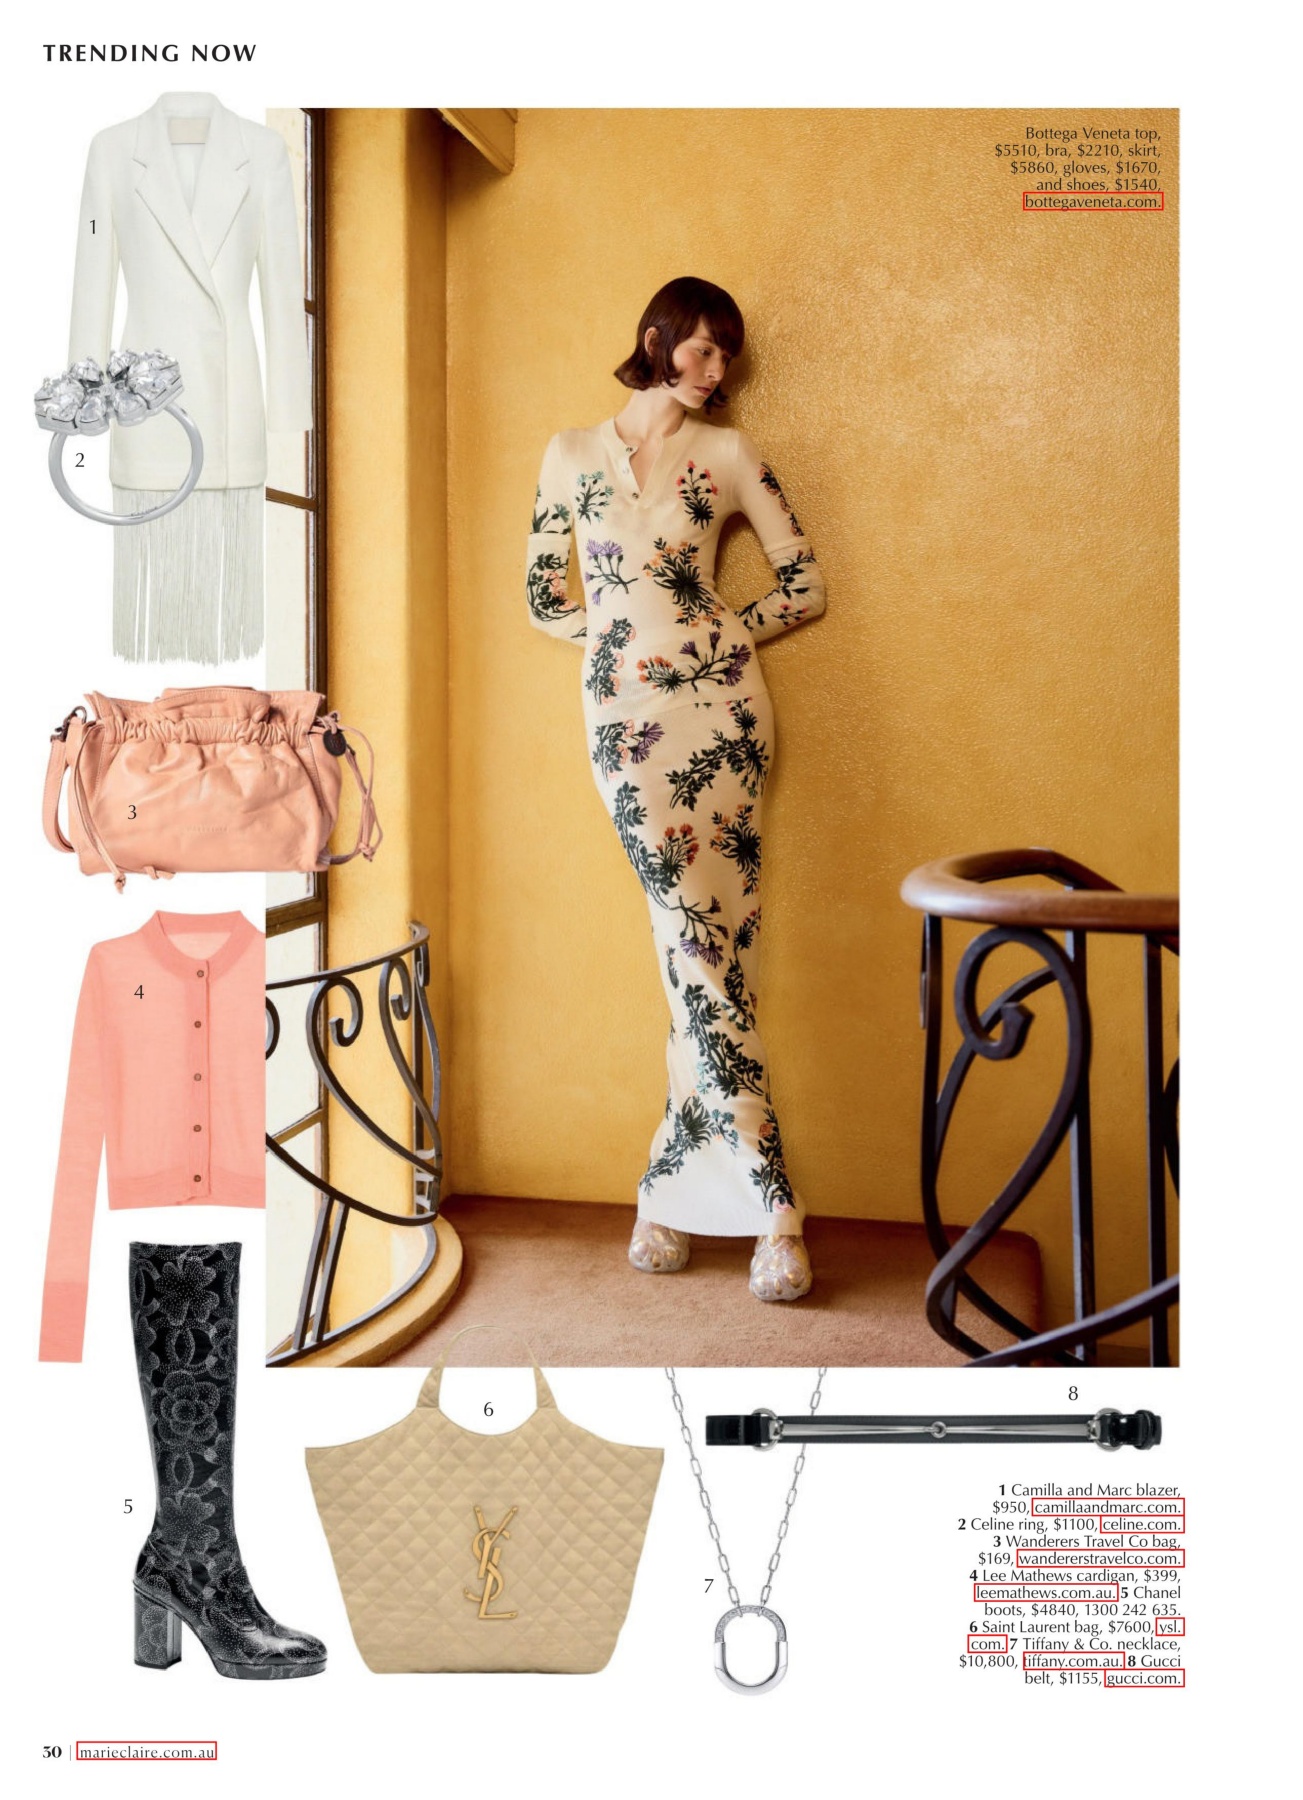 TRENDING NOW
Bottega Veneta top,
$5510, bra, $2210, skirt,
$5860, gloves, $1670,
and shoes, $1540,
bottegaveneta.com.
1
2
3
4
5
6
7
8
1 Camilla and Marc blazer,
$950, camillaandmarc.com.
2 Celine ring, $1100, celine.com.
3 Wanderers Travel Co bag,
$169, wandererstravelco.com.
4 Lee Mathews cardigan, $399,
leemathews.com.au. 5 Chanel
boots, $4840, 1300 242 635.
6 Saint Laurent bag, $7600, ysl.
com. 7 Tiffany & Co. necklace,
$10,800, tiffany.com.au. 8 Gucci
belt, $1155, gucci.com.
30 | marieclaire.com.au